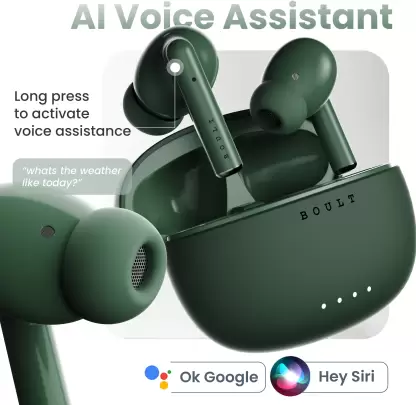 AI Voice Assistant
Long press
to activate
voice assistance
“whats the weather
like today?”
BOULT
BOULT
Ok Google
Hey Siri